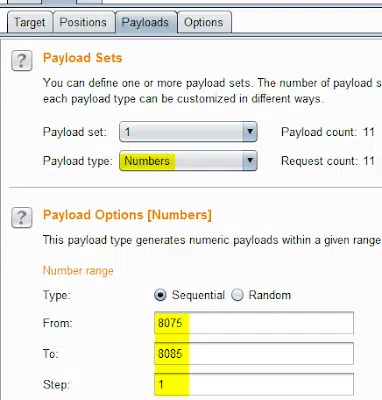 Target Positions Payloads Options
? Payload Sets
You can define one or more payload sets. The number of payload s
each payload type can be customized in different ways.
Payload set: 1 Payload count: 11
Payload type: Numbers Request count: 11
? Payload Options [Numbers]
This payload type generates numeric payloads within a given range
Number range
Type: Sequential Random
From: 8075
To: 8085
Step: 1